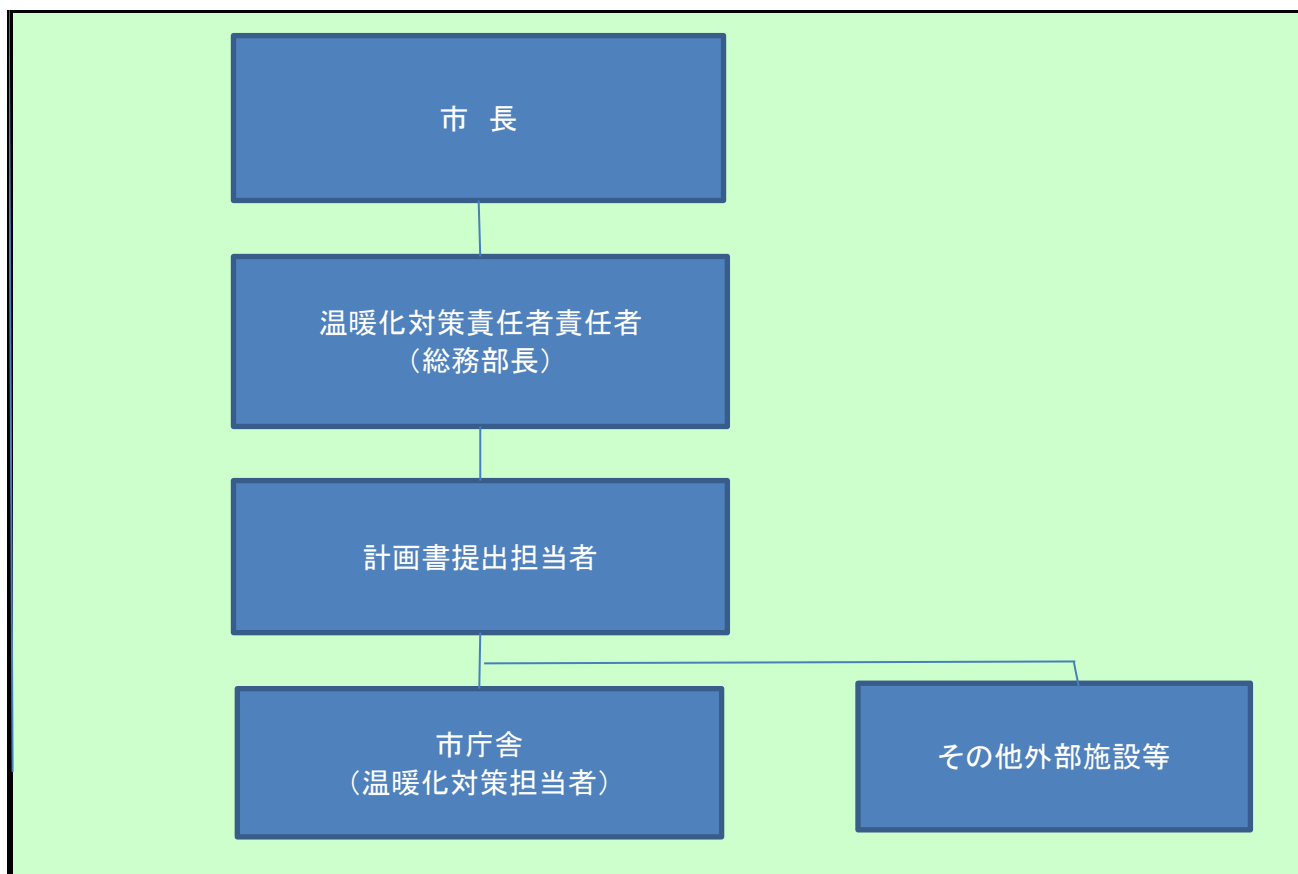 市　長
温暖化対策責任者責任者
（総務部長）
計画書提出担当者
市庁舎
（温暖化対策担当者）
その他外部施設等